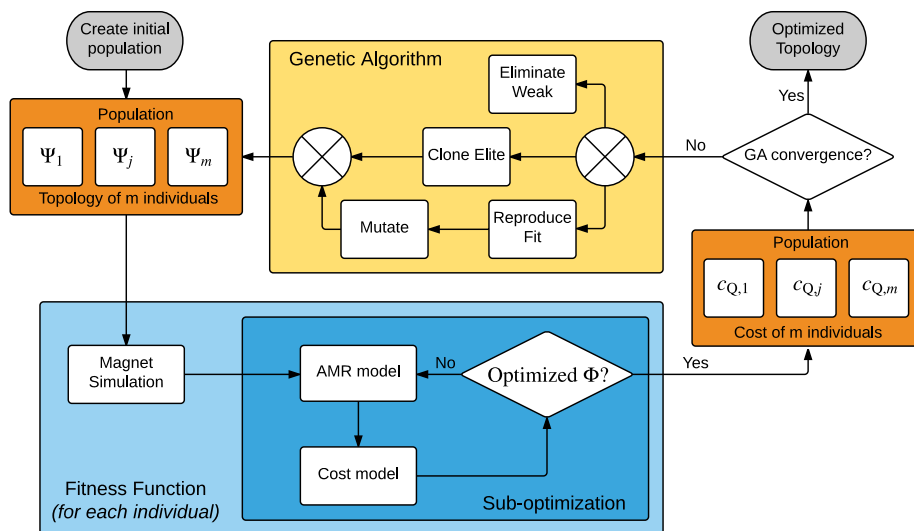 Create initial
population
Population
Ψ1
Ψj
Ψm
Topology of m individuals
Genetic Algorithm
Eliminate
Weak
Clone Elite
Mutate
Reproduce
Fit
Optimized
Topology
Yes
GA convergence?
No
Population
cQ,1
cQ,j
cQ,m
Cost of m individuals
Magnet
Simulation
AMR model
No
Optimized Φ?
Yes
Cost model
Fitness Function
(for each individual)
Sub-optimization